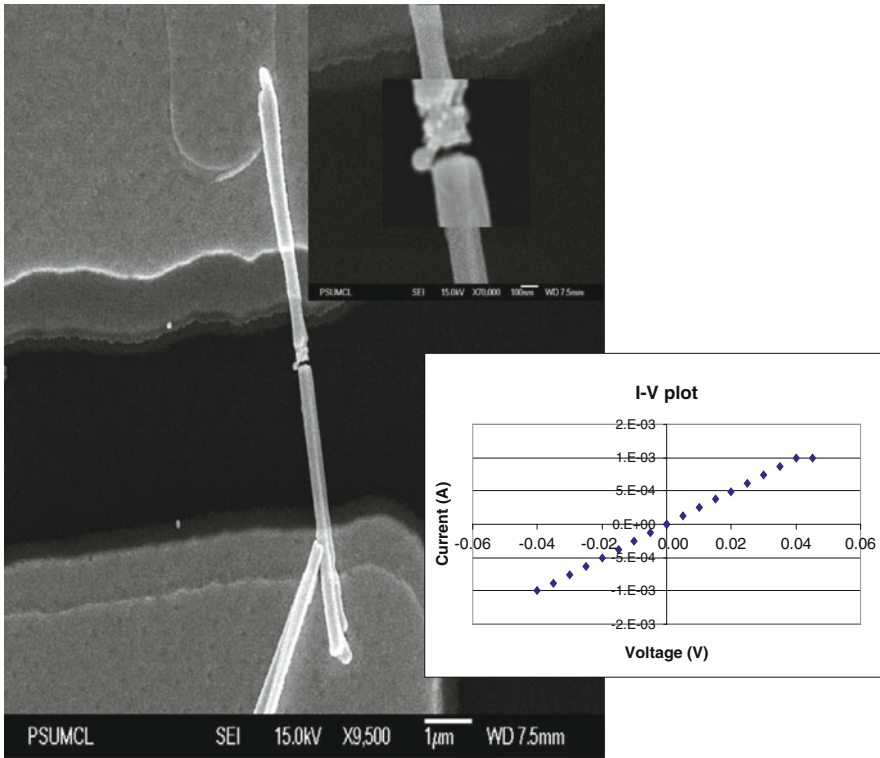 PSUMCL SEI 15.0kV X70,000 100nm WD 7.5mm
I-V plot
2.E-03
1.E-03
5.E-04
0.E+00
-0.06 -0.04 -0.02 0.00 0.02 0.04 0.06
-5.E-04
-1.E-03
-2.E-03
Current (A)
Voltage (V)
PSUMCL SEI 15.0kV X9,500 1μm WD 7.5mm